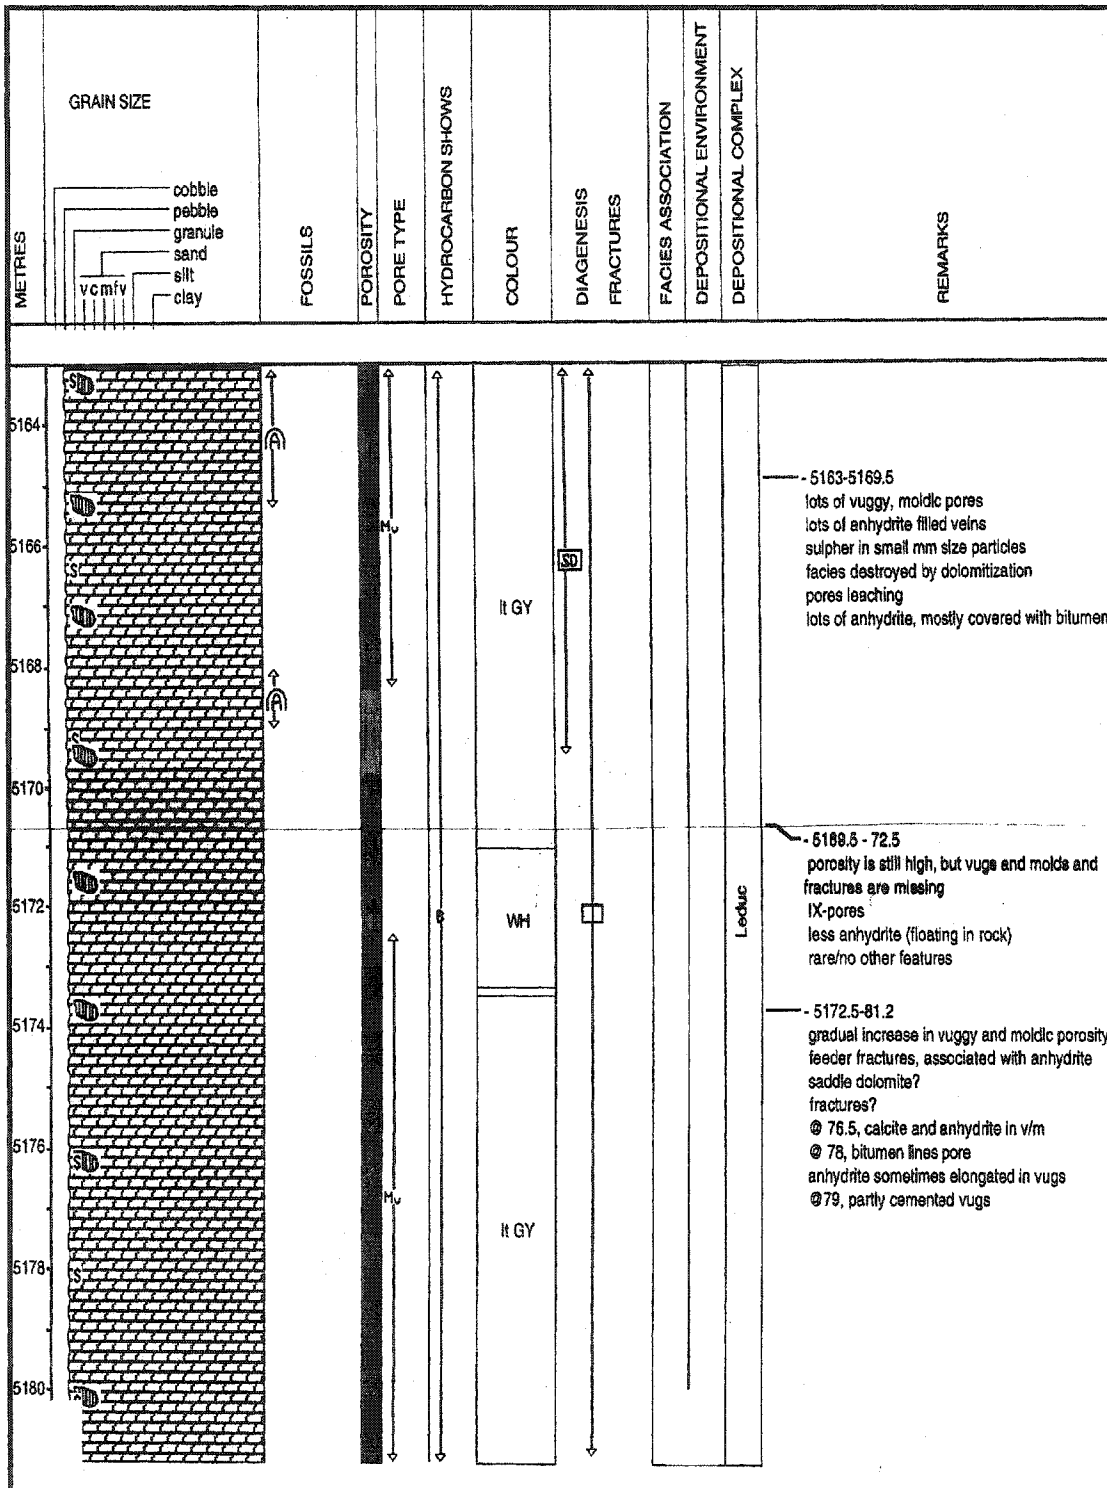 GRAIN SIZE
cobble
pebble
granule
sand
silt
clay
v c m f v
METRES
FOSSILS
POROSITY
PORE TYPE
HYDROCARBON SHOWS
COLOUR
DIAGENESIS
FRACTURES
FACIES ASSOCIATION
DEPOSITIONAL ENVIRONMENT
DEPOSITIONAL COMPLEX
REMARKS
5164
5166
5168
5170
5172
5174
5176
5178
5180
S
S
S
S
S
A
A
Mv
Mv
B
lt GY
WH
lt GY
SD
Leduc
- 5163-5169.5
lots of vuggy, moldic pores
lots of anhydrite filled veins
sulpher in small mm size particles
facies destroyed by dolomitization
pores leaching
lots of anhydrite, mostly covered with bitumen
- 5169.5 - 72.5
porosity is still high, but vugs and molds and
fractures are missing
IX-pores
less anhydrite (floating in rock)
rare/no other features
- 5172.5-81.2
gradual increase in vuggy and moldic porosity
feeder fractures, associated with anhydrite
saddle dolomite?
fractures?
@ 76.5, calcite and anhydrite in v/m
@ 78, bitumen lines pore
anhydrite sometimes elongated in vugs
@79, partly cemented vugs